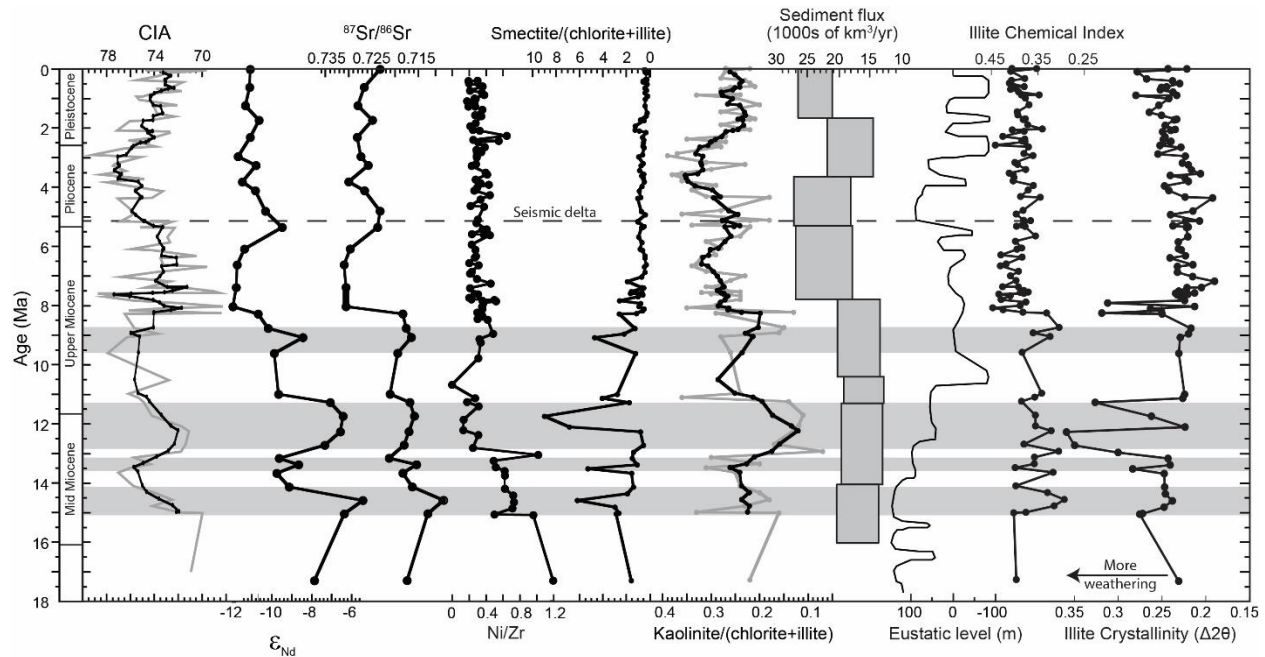 CIA
78 74 70
87Sr/86Sr
0.735 0.725 0.715
Smectite/(chlorite+illite)
10 8 6 4 2 1 0
Sediment flux
(1000s of km3/yr)
30 25 20 15 10
Illite Chemical Index
0.45 0.35 0.25
Age (Ma)
0
2
4
6
8
10
12
14
16
18
Pleistocene
Pliocene
Upper Miocene
Mid Miocene
Seismic delta
More
weathering
-12 -10 -8 -6
εNd
0 0.4 0.8 1.2
Ni/Zr
0.4 0.3 0.2 0.1
Kaolinite/(chlorite+illite)
100 0 -100
Eustatic level (m)
0.35 0.25 0.15
Illite Crystallinity (Δ2θ)